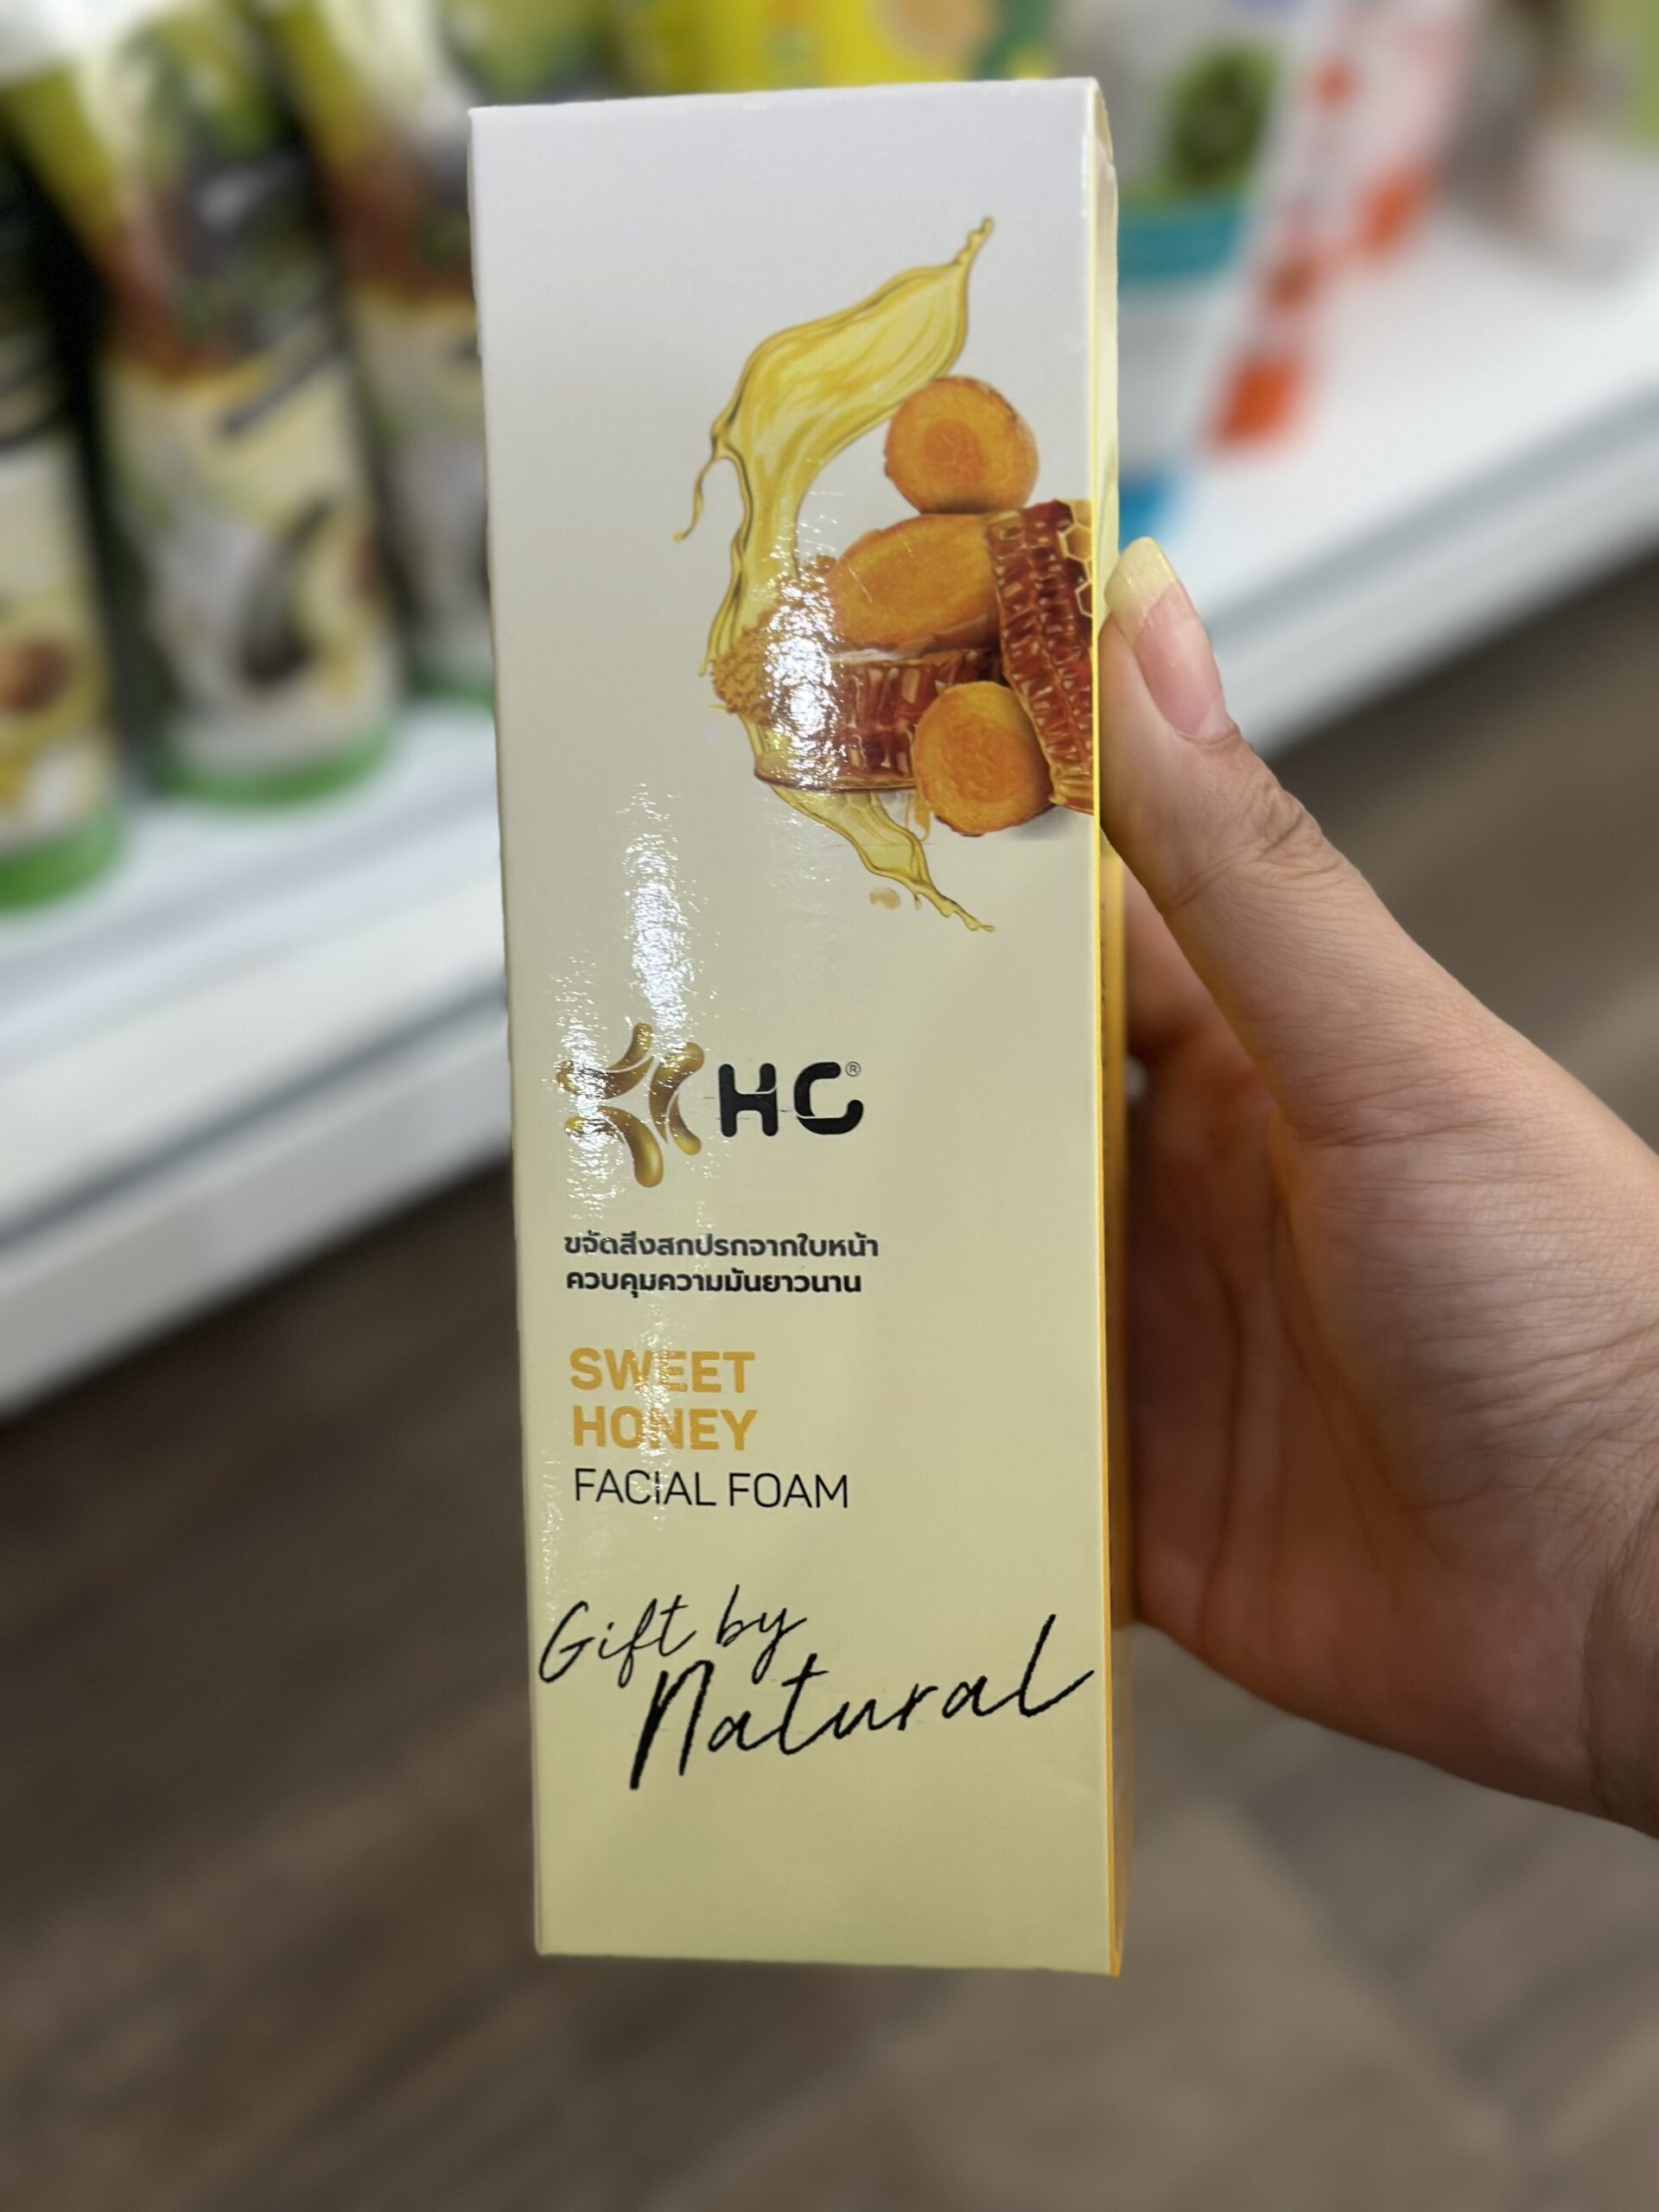 HC®
ขจัดสิ่งสกปรกจากใบหน้า
ควบคุมความมันยาวนาน
SWEET
HONEY
FACIAL FOAM
Gift by
Natural